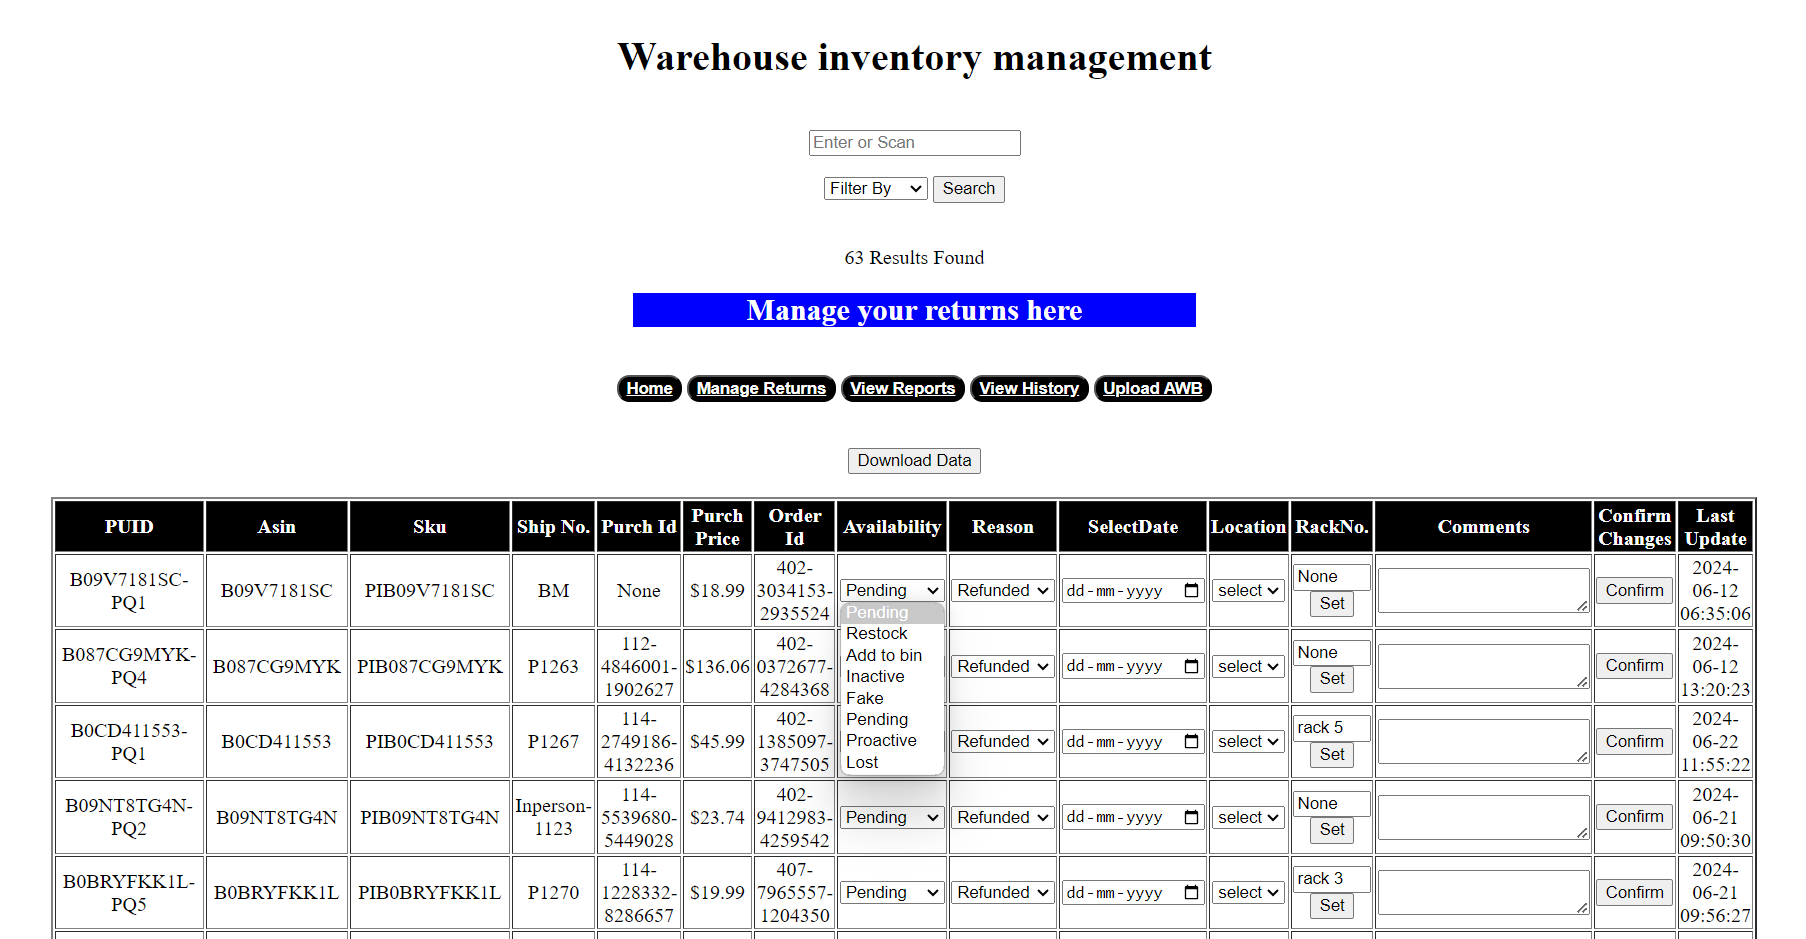 Warehouse inventory management
Enter or Scan
Filter By Search
63 Results Found
Manage your returns here
Home Manage Returns View Reports View History Upload AWB
Download Data
PUID Asin Sku Ship No. Purch Id Purch Price Order Id Availability Reason SelectDate Location RackNo. Comments Confirm Changes Last Update
B09V7181SC-PQ1 B09V7181SC PIB09V7181SC BM None $18.99 402-3034153-2935524 Pending Refunded dd-mm-yyyy select None Set Confirm 2024-06-12 06:35:06
Pending
Restock
Add to bin
Inactive
Fake
Pending
Proactive
Lost
B087CG9MYK-PQ4 B087CG9MYK PIB087CG9MYK P1263 112-4846001-1902627 $136.06 402-0372677-4284368 Refunded dd-mm-yyyy select None Set Confirm 2024-06-12 13:20:23
B0CD411553-PQ1 B0CD411553 PIB0CD411553 P1267 114-2749186-4132236 $45.99 402-1385097-3747505 Refunded dd-mm-yyyy select rack 5 Set Confirm 2024-06-22 11:55:22
B09NT8TG4N-PQ2 B09NT8TG4N PIB09NT8TG4N Inperson-1123 114-5539680-5449028 $23.74 402-9412983-4259542 Pending Refunded dd-mm-yyyy select None Set Confirm 2024-06-21 09:50:30
B0BRYFKK1L-PQ5 B0BRYFKK1L PIB0BRYFKK1L P1270 114-1228332-8286657 $19.99 407-7965557-1204350 Pending Refunded dd-mm-yyyy select rack 3 Set Confirm 2024-06-21 09:56:27